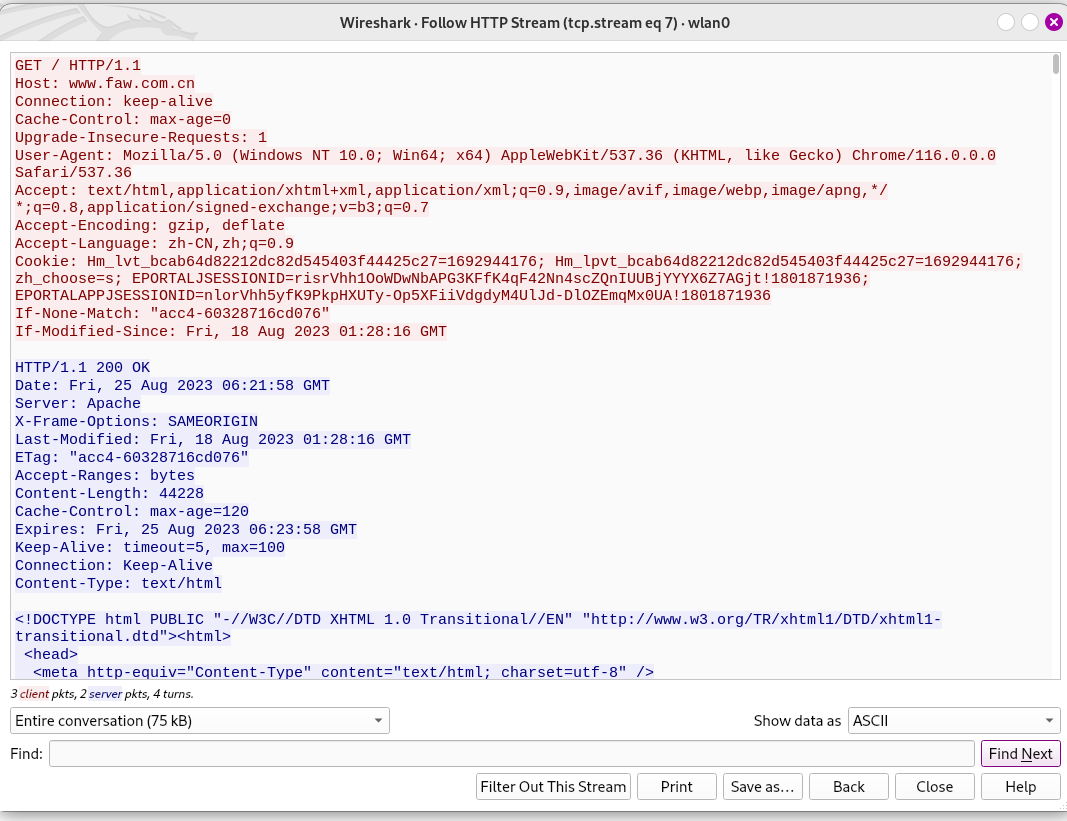 Wireshark · Follow HTTP Stream (tcp.stream eq 7) · wlan0
GET / HTTP/1.1
Host: www.faw.com.cn
Connection: keep-alive
Cache-Control: max-age=0
Upgrade-Insecure-Requests: 1
User-Agent: Mozilla/5.0 (Windows NT 10.0; Win64; x64) AppleWebKit/537.36 (KHTML, like Gecko) Chrome/116.0.0.0
Safari/537.36
Accept: text/html,application/xhtml+xml,application/xml;q=0.9,image/avif,image/webp,image/apng,*/
*;q=0.8,application/signed-exchange;v=b3;q=0.7
Accept-Encoding: gzip, deflate
Accept-Language: zh-CN,zh;q=0.9
Cookie: Hm_lvt_bcab64d82212dc82d545403f44425c27=1692944176; Hm_lpvt_bcab64d82212dc82d545403f44425c27=1692944176;
zh_choose=s; EPORTALJSESSIONID=risrVhh1OoWDwNbAPG3KFfK4qF42Nn4scZQnIUUBjYYYX6Z7AGjt!1801871936;
EPORTALAPPJSESSIONID=nlorVhh5yfK9PkpHXUTy-Op5XFiiVdgdyM4UlJd-DlOZEmqMx0UA!1801871936
If-None-Match: "acc4-60328716cd076"
If-Modified-Since: Fri, 18 Aug 2023 01:28:16 GMT
HTTP/1.1 200 OK
Date: Fri, 25 Aug 2023 06:21:58 GMT
Server: Apache
X-Frame-Options: SAMEORIGIN
Last-Modified: Fri, 18 Aug 2023 01:28:16 GMT
ETag: "acc4-60328716cd076"
Accept-Ranges: bytes
Content-Length: 44228
Cache-Control: max-age=120
Expires: Fri, 25 Aug 2023 06:23:58 GMT
Keep-Alive: timeout=5, max=100
Connection: Keep-Alive
Content-Type: text/html
<!DOCTYPE html PUBLIC "-//W3C//DTD XHTML 1.0 Transitional//EN" "http://www.w3.org/TR/xhtml1/DTD/xhtml1-
transitional.dtd"><html>
<head>
<meta http-equiv="Content-Type" content="text/html; charset=utf-8" />
3 client pkts, 2 server pkts, 4 turns.
Entire conversation (75 kB)
Show data as ASCII
Find:
Find Next
Filter Out This Stream
Print
Save as…
Back
Close
Help